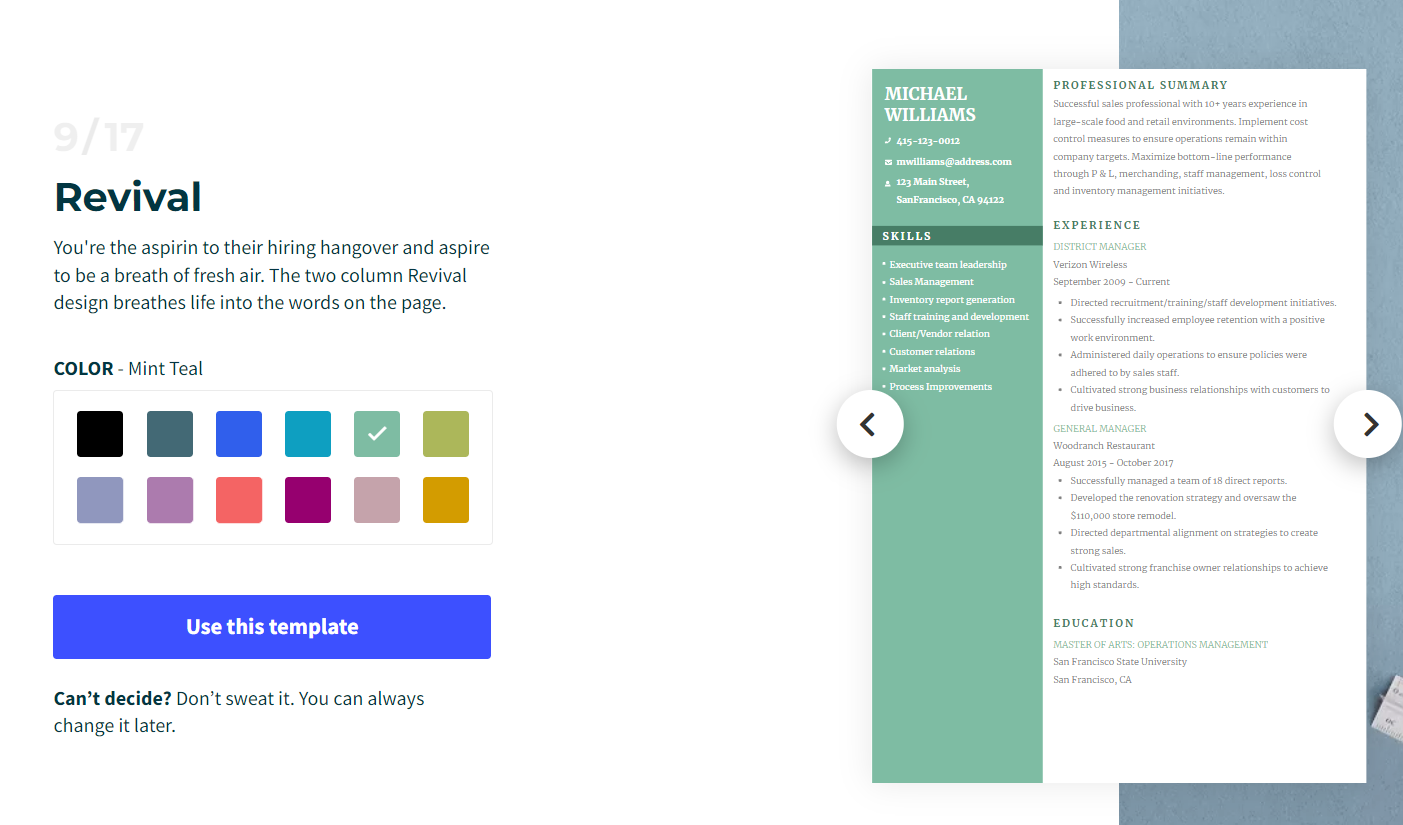 9/17
Revival
You're the aspirin to their hiring hangover and aspire
to be a breath of fresh air. The two column Revival
design breathes life into the words on the page.
COLOR - Mint Teal
Use this template
Can’t decide? Don’t sweat it. You can always
change it later.
MICHAEL
WILLIAMS
415-123-0012
mwilliams@address.com
123 Main Street,
SanFrancisco, CA 94122
SKILLS
• Executive team leadership
• Sales Management
• Inventory report generation
• Staff training and development
• Client/Vendor relation
• Customer relations
• Market analysis
• Process Improvements
PROFESSIONAL SUMMARY
Successful sales professional with 10+ years experience in
large-scale food and retail environments. Implement cost
control measures to ensure operations remain within
company targets. Maximize bottom-line performance
through P & L, merchanding, staff management, loss control
and inventory management initiatives.
EXPERIENCE
DISTRICT MANAGER
Verizon Wireless
September 2009 - Current
• Directed recruitment/training/staff development initiatives.
• Successfully increased employee retention with a positive
work environment.
• Administered daily operations to ensure policies were
adhered to by sales staff.
• Cultivated strong business relationships with customers to
drive business.
GENERAL MANAGER
Woodranch Restaurant
August 2015 - October 2017
• Successfully managed a team of 18 direct reports.
• Developed the renovation strategy and oversaw the
$110,000 store remodel.
• Directed departmental alignment on strategies to create
strong sales.
• Cultivated strong franchise owner relationships to achieve
high standards.
EDUCATION
MASTER OF ARTS: OPERATIONS MANAGEMENT
San Francisco State University
San Francisco, CA